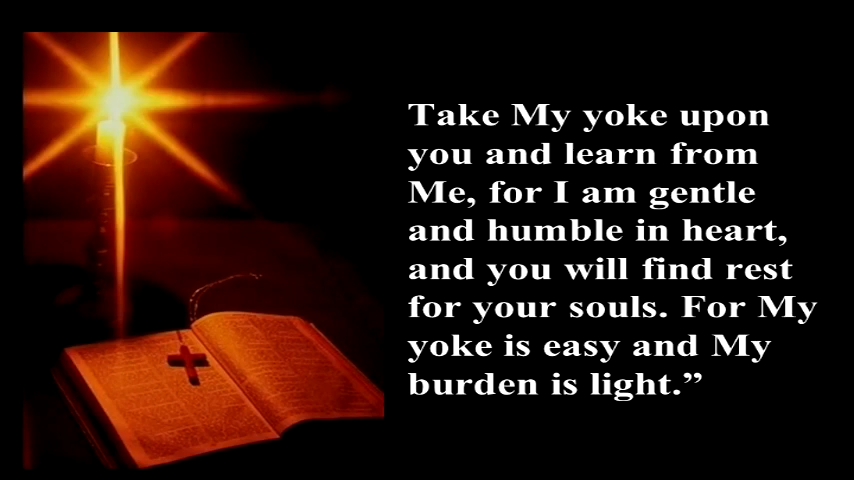 Take My yoke upon
you and learn from
Me, for I am gentle
and humble in heart,
and you will find rest
for your souls. For My
yoke is easy and My
burden is light.”